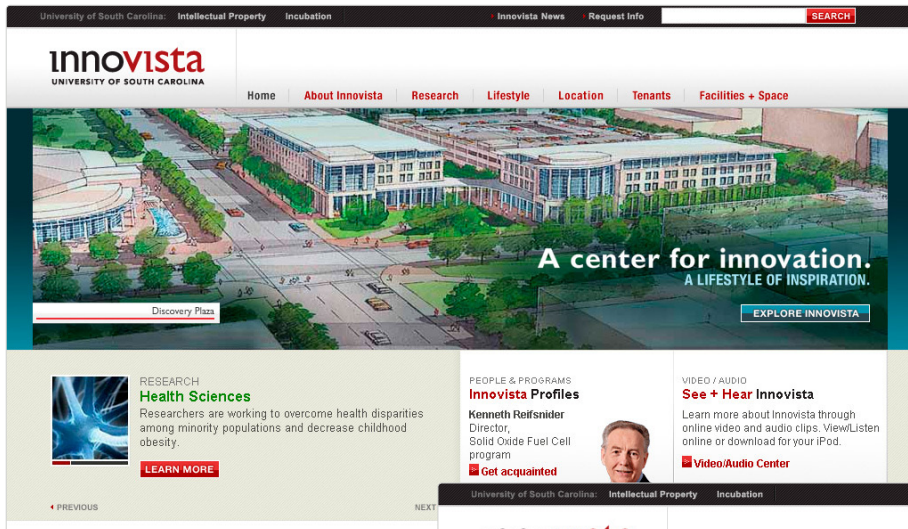 University of South Carolina: Intellectual Property Incubation Innovista News Request Info SEARCH
innovista
UNIVERSITY OF SOUTH CAROLINA
Home About Innovista Research Lifestyle Location Tenants Facilities + Space
A center for innovation.
A LIFESTYLE OF INSPIRATION.
Discovery Plaza
EXPLORE INNOVISTA
RESEARCH
Health Sciences
Researchers are working to overcome health disparities
among minority populations and decrease childhood
obesity.
LEARN MORE
PREVIOUS
NEXT
PEOPLE & PROGRAMS
Innovista Profiles
Kenneth Reifsnider
Director,
Solid Oxide Fuel Cell
program
Get acquainted
VIDEO / AUDIO
See + Hear Innovista
Learn more about Innovista through
online video and audio clips. View/Listen
online or download for your iPod.
Video/Audio Center
University of South Carolina: Intellectual Property Incubation